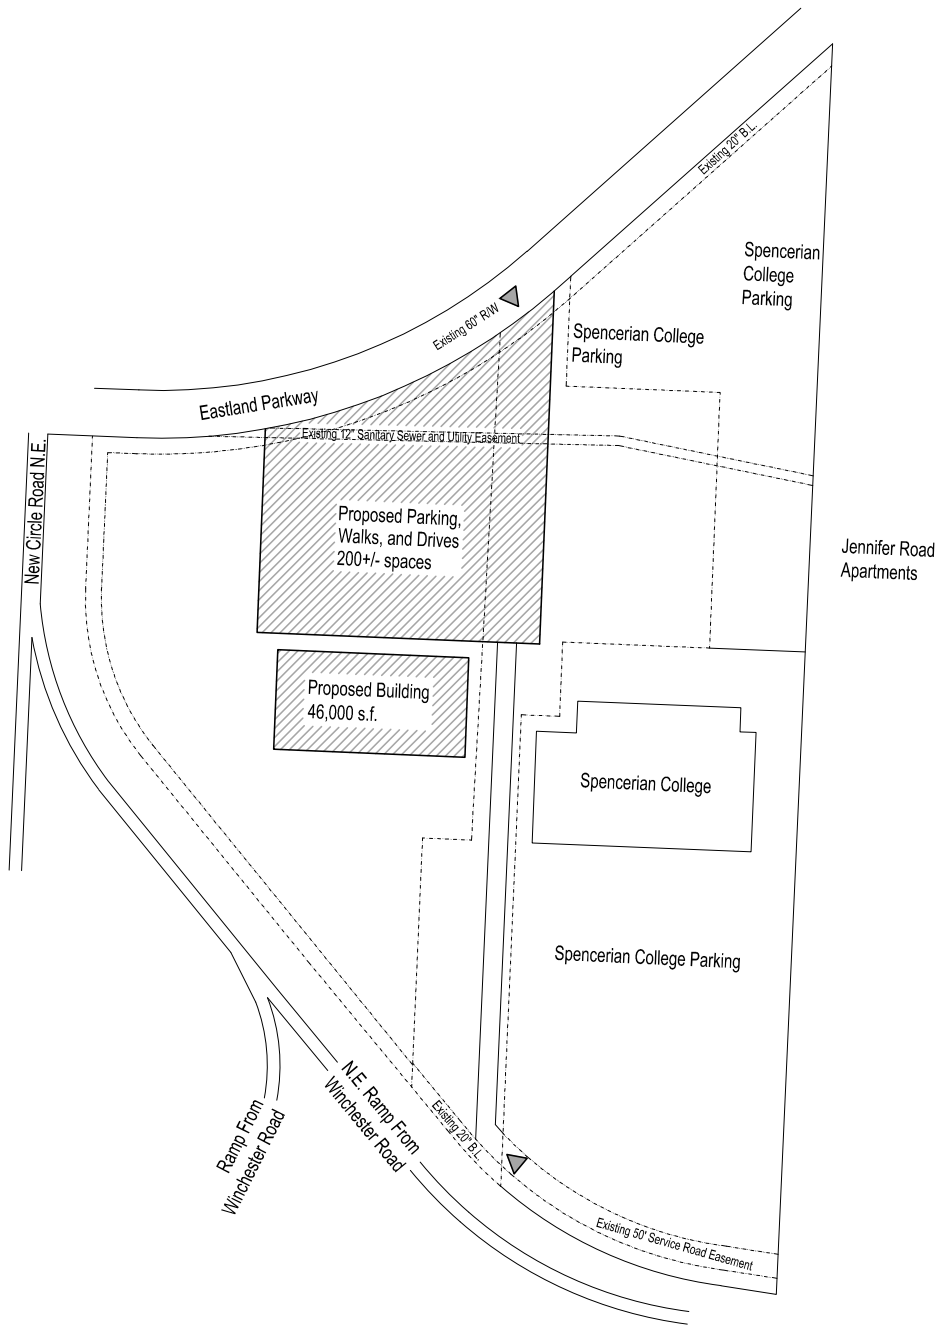 Existing 20" B.L.
Spencerian
College
Parking
Existing 60" R/W
Spencerian College
Parking
Eastland Parkway
Existing 12" Sanitary Sewer and Utility Easement
New Circle Road N.E.
Proposed Parking,
Walks, and Drives
200+/- spaces
Jennifer Road
Apartments
Proposed Building
46,000 s.f.
Spencerian College
Spencerian College Parking
N.E. Ramp From
Winchester Road
Ramp From
Winchester Road
Existing 20" B.L.
Existing 50' Service Road Easement